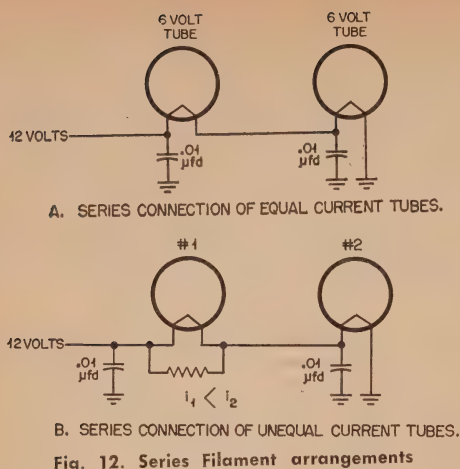 6 VOLT
TUBE
6 VOLT
TUBE
12 VOLTS
.01
µfd
.01
µfd
A. SERIES CONNECTION OF EQUAL CURRENT TUBES.
#1
#2
12 VOLTS
.01
µfd
i₁ < i₂
.01
µfd
B. SERIES CONNECTION OF UNEQUAL CURRENT TUBES.
Fig. 12. Series Filament arrangements